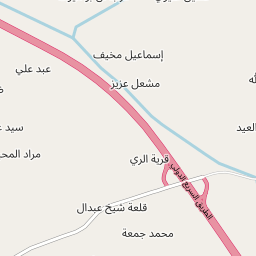 إسماعيل مخيف
عبد علي
مشعل عزيز
العيد
سيد
مراد المح
قرية الري
الطريق السريع الدولي
قلعة شيخ عبدال
محمد جمعة